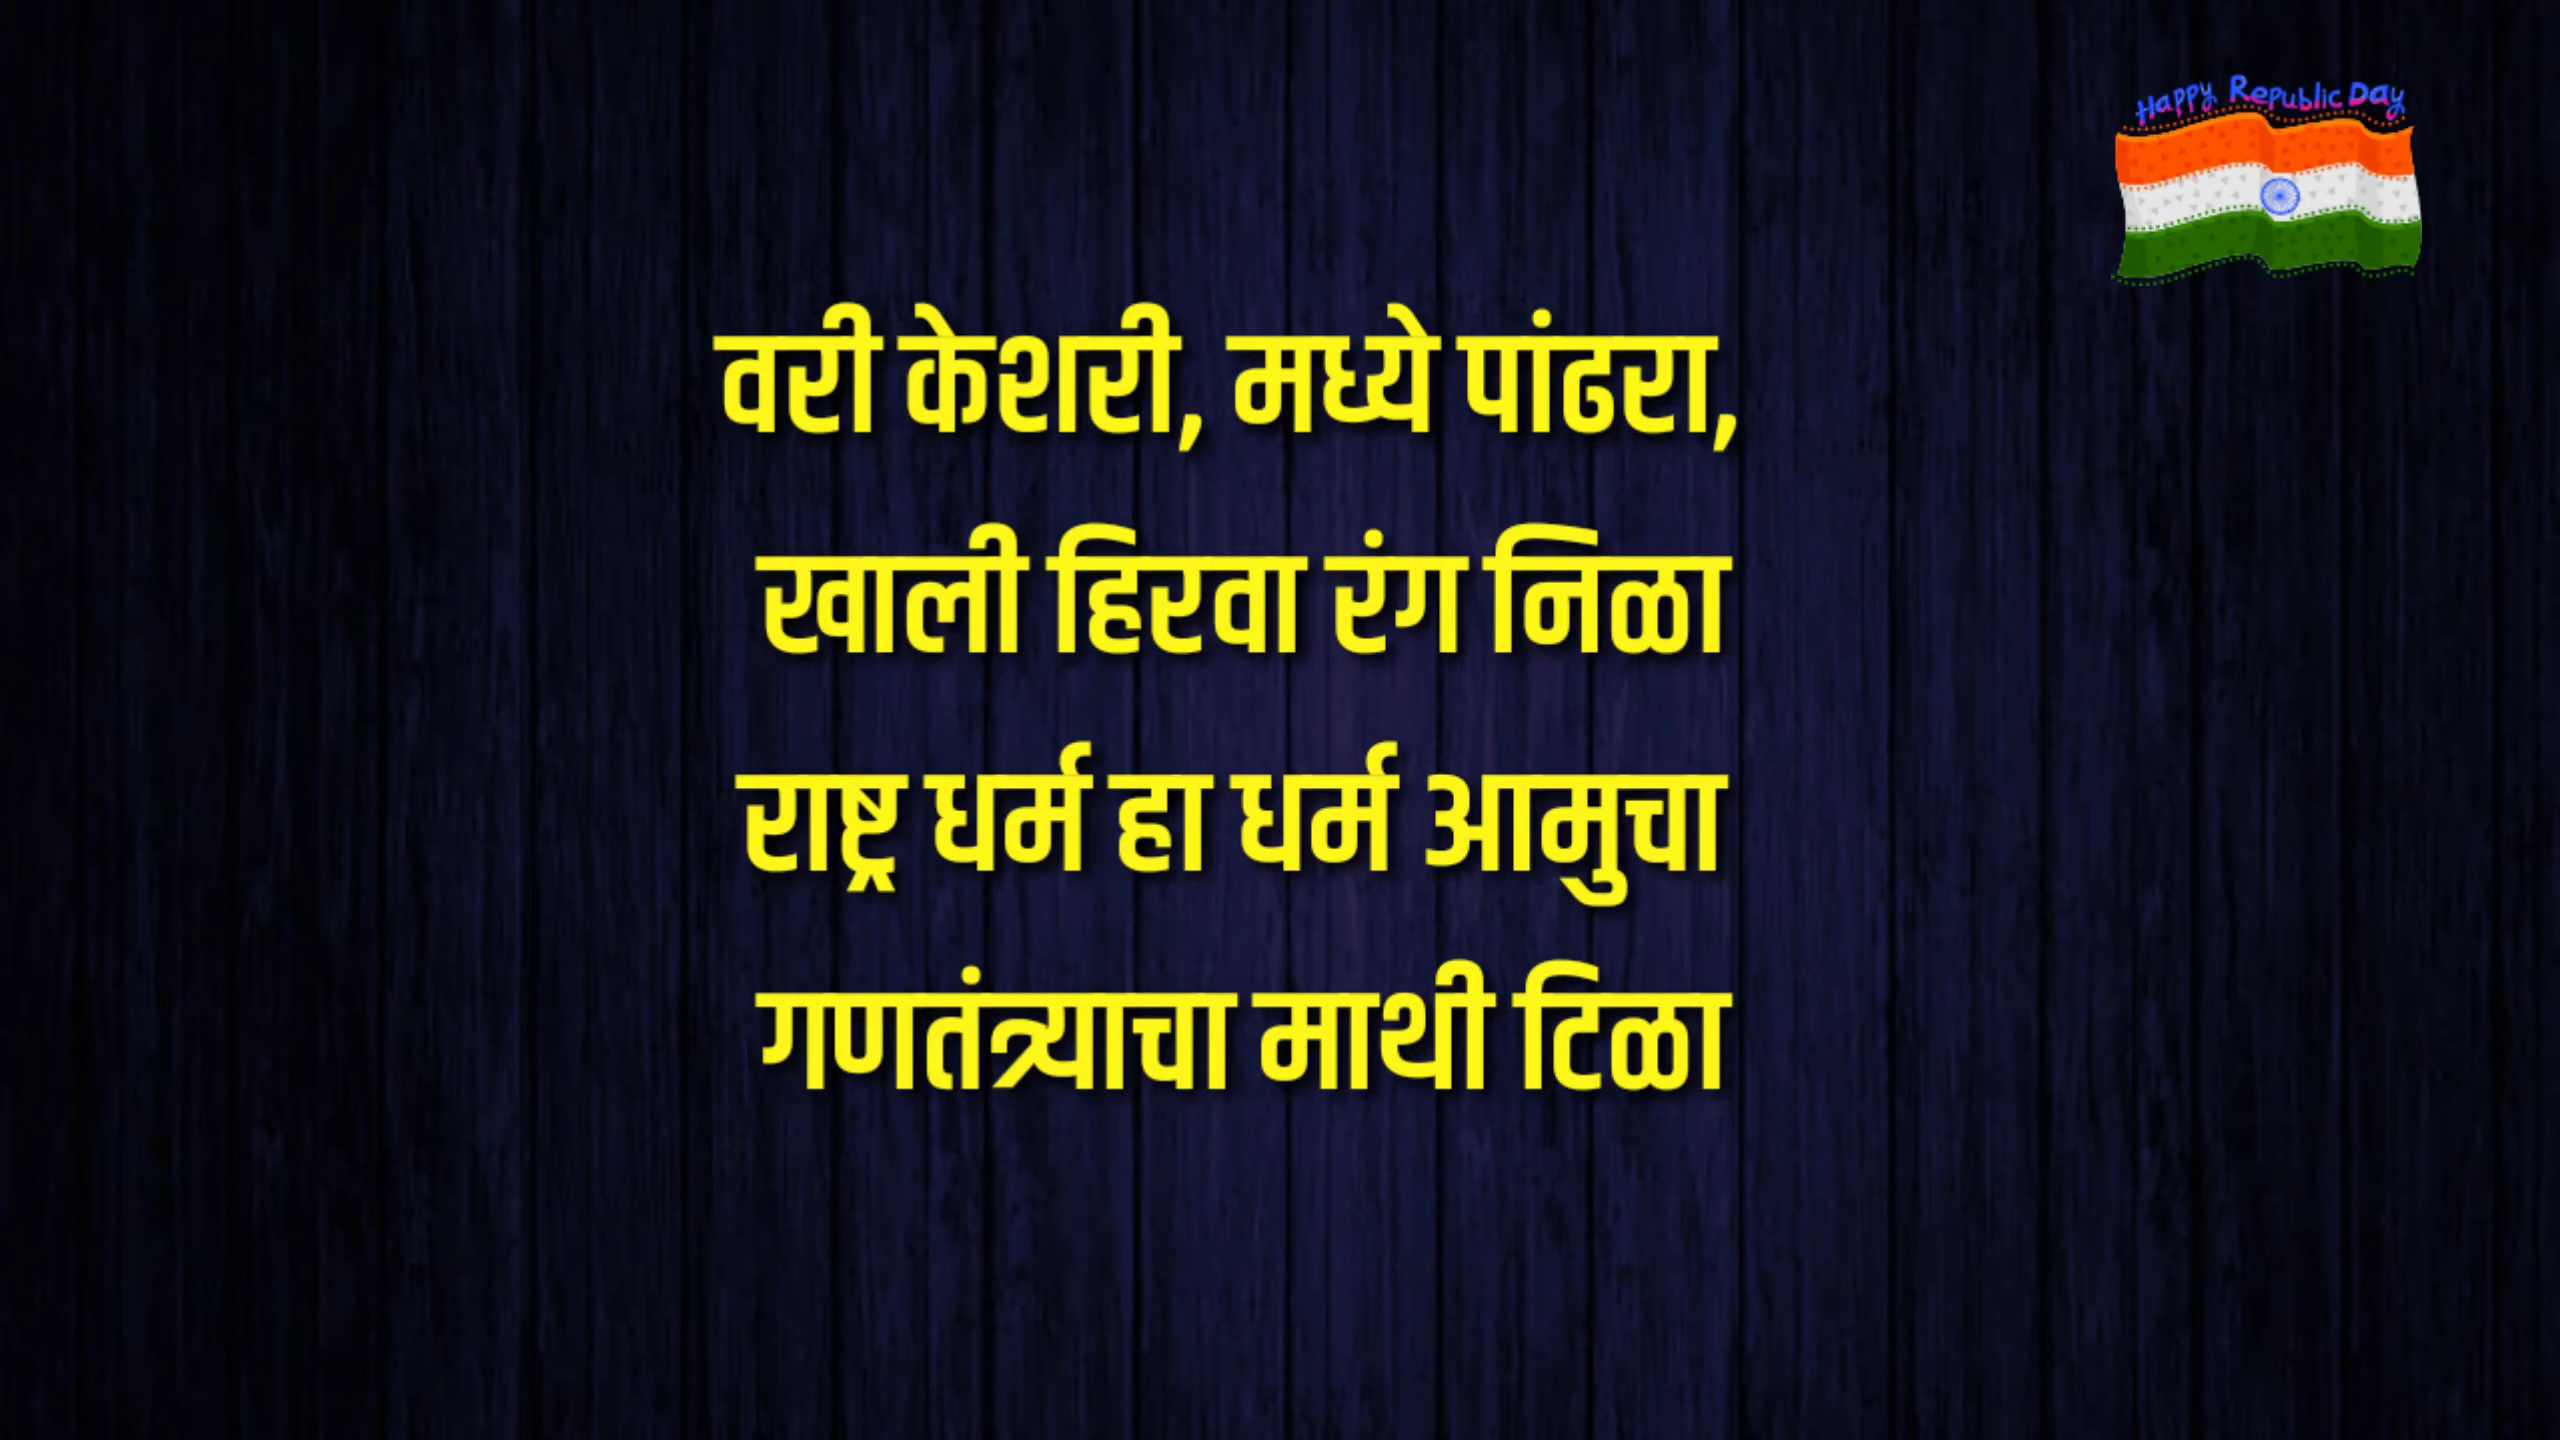 Happy Republic Day
वरी केशरी, मध्ये पांढरा,
खाली हिरवा रंग निळा
राष्ट्र धर्म हा धर्म आमुचा
गणतंत्र्याचा माथी टिळा